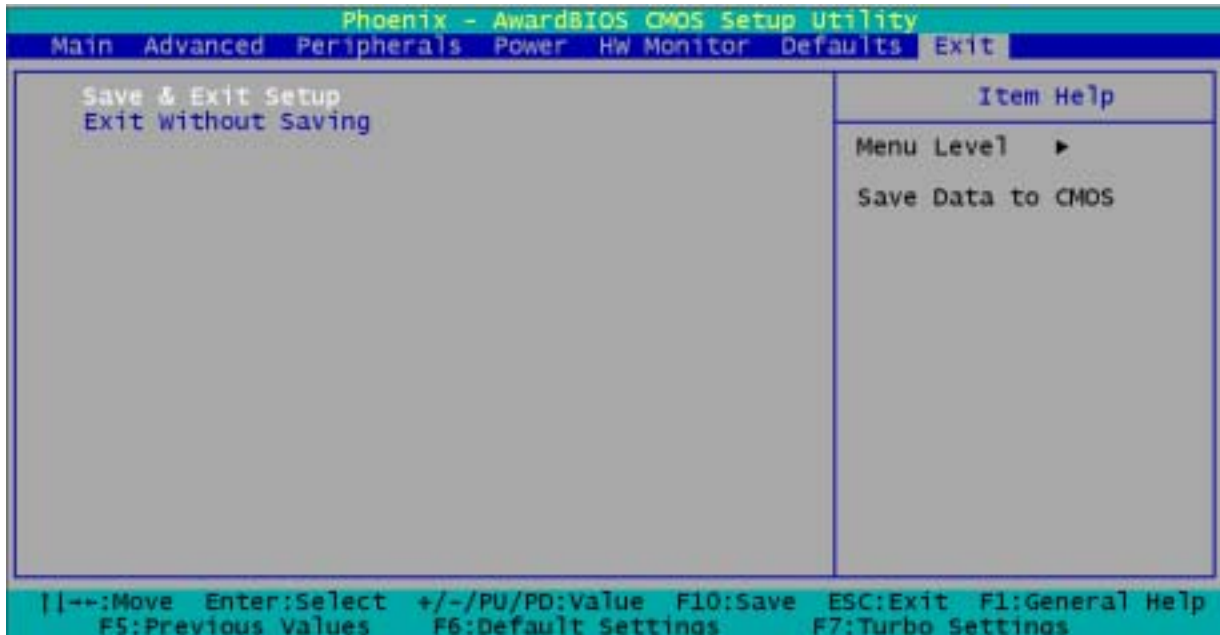 Phoenix - AwardBIOS CMOS Setup Utility
Main Advanced Peripherals Power HW Monitor Defaults Exit
Save & Exit Setup
Exit Without Saving
Item Help
Menu Level ►
Save Data to CMOS
↑↓→←:Move Enter:Select +/-/PU/PD:Value F10:Save ESC:Exit F1:General Help
F5:Previous Values F6:Default Settings F7:Turbo Settings